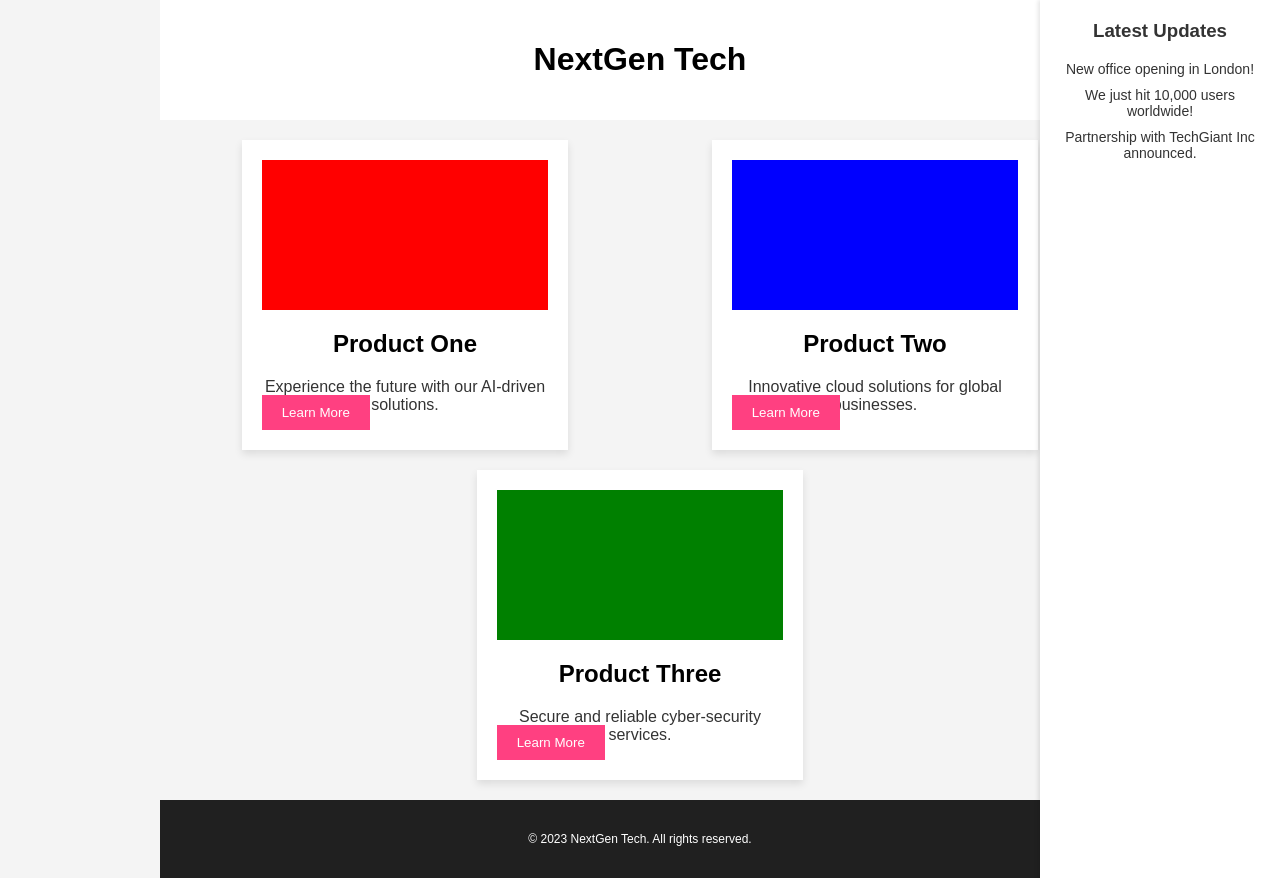 NextGen Tech
Product One
Experience the future with our AI-driven
solutions.
Learn More
Product Two
Innovative cloud solutions for global
businesses.
Learn More
Product Three
Secure and reliable cyber-security
services.
Learn More
© 2023 NextGen Tech. All rights reserved.
Latest Updates
New office opening in London!
We just hit 10,000 users
worldwide!
Partnership with TechGiant Inc
announced.